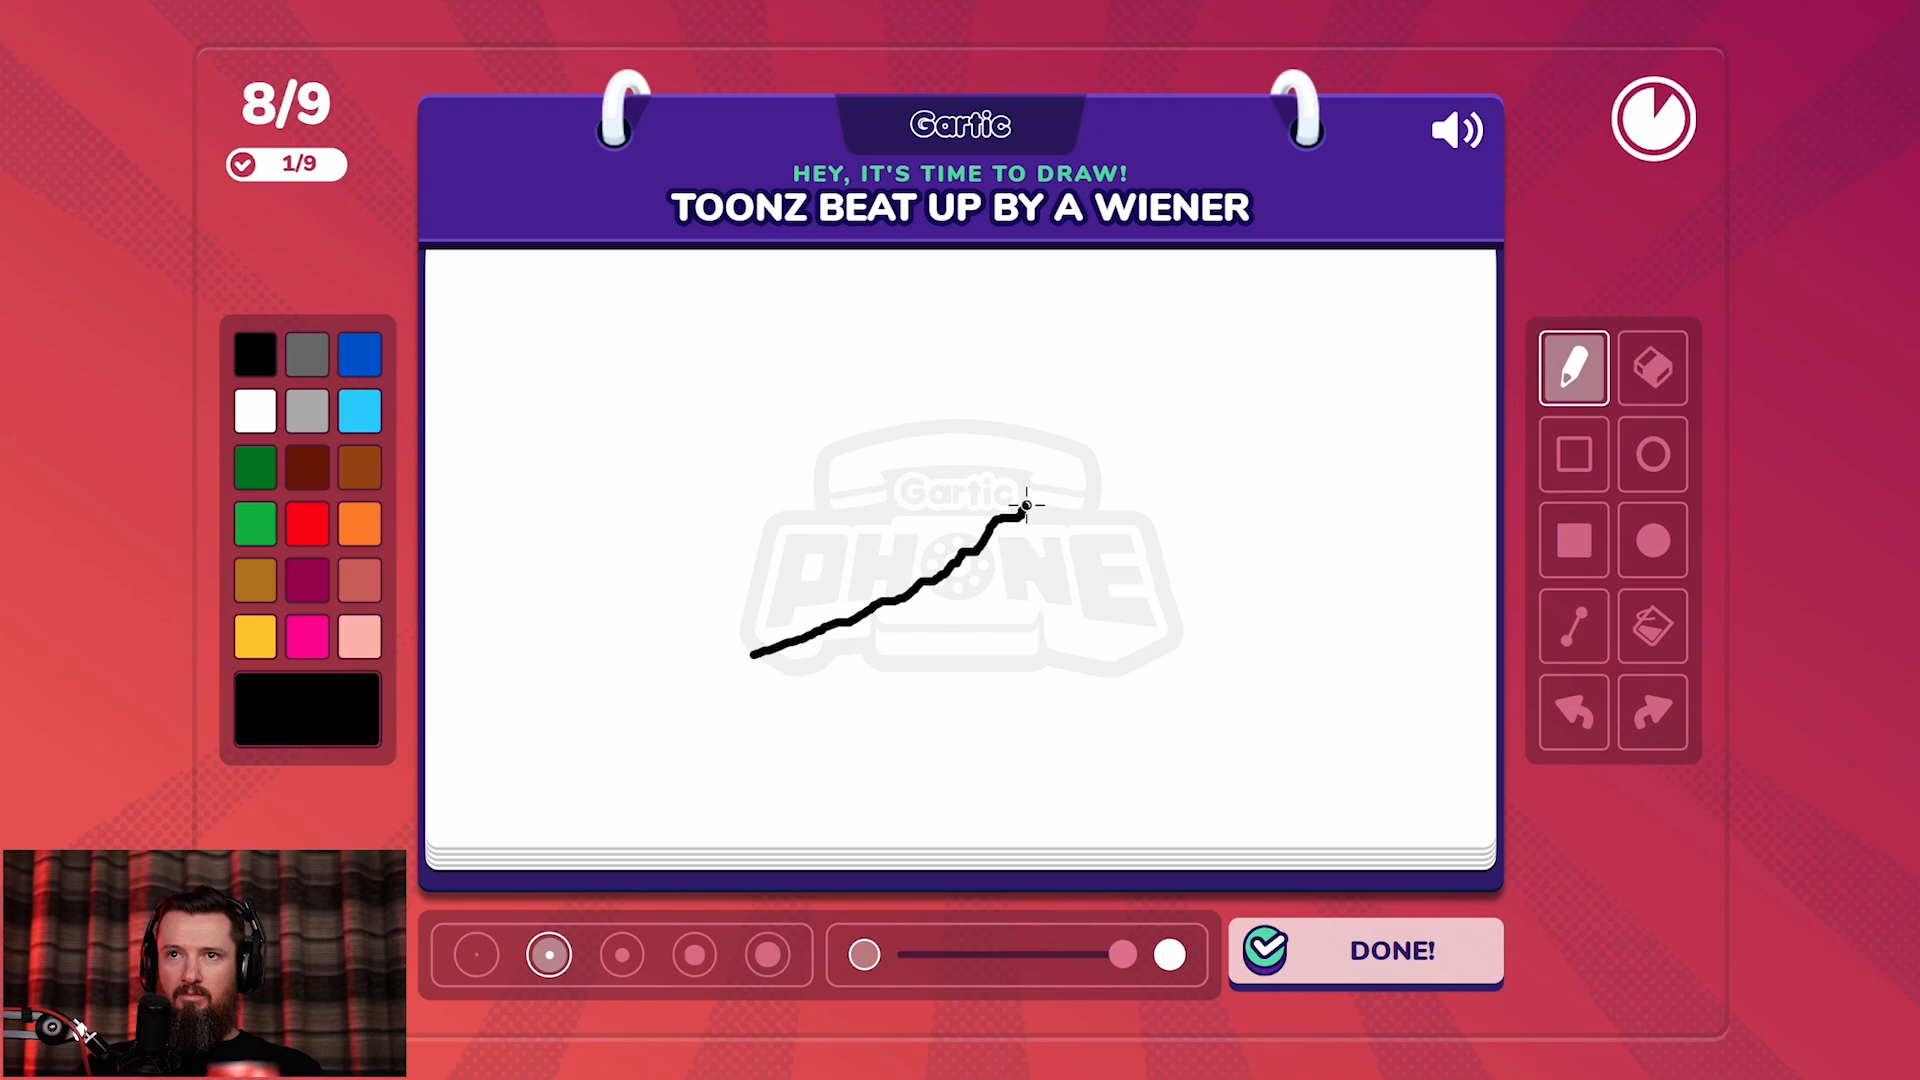 8/9
1/9
Gartic
HEY, IT'S TIME TO DRAW!
TOONZ BEAT UP BY A WIENER
Gartic
PHONE
DONE!